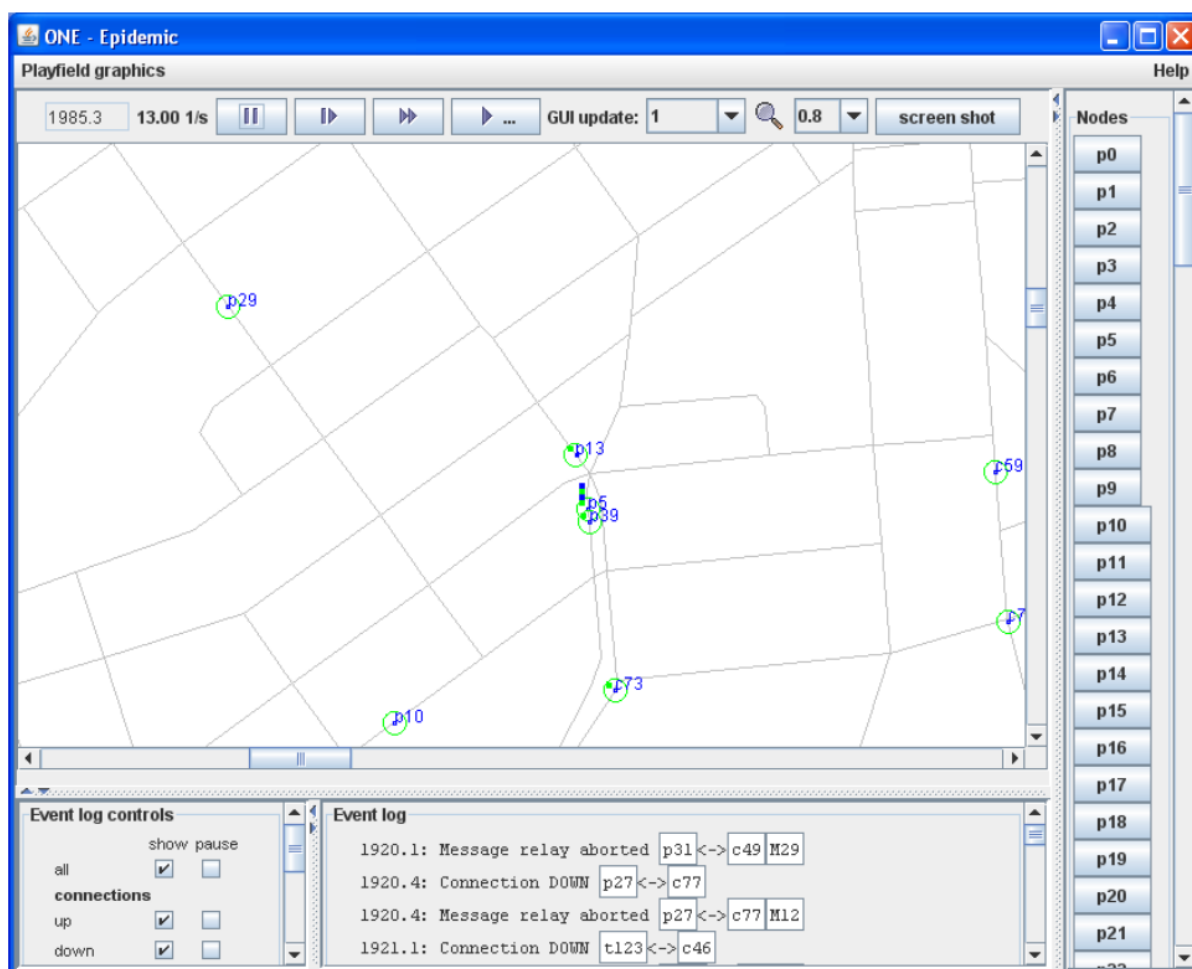 ONE - Epidemic
Playfield graphics Help
1985.3 13.00 1/s ... GUI update: 1 0.8 screen shot
Nodes
p0
p1
p2
p3
p4
p5
p6
p7
p8
p9
p10
p11
p12
p13
p14
p15
p16
p17
p18
p19
p20
p21
p29
p13
c59
p5
p39
c73
p10
Event log controls
show pause
all
connections
up
down
Event log
1920.1: Message relay aborted p31<->c49 M29
1920.4: Connection DOWN p27<->c77
1920.4: Message relay aborted p27<->c77 M12
1921.1: Connection DOWN t123<->c46